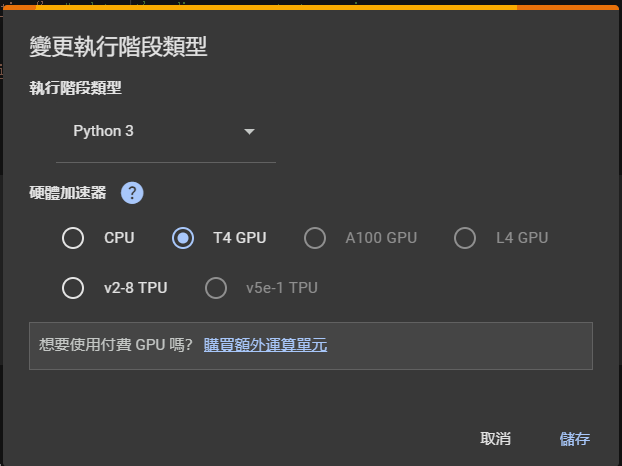 變更執行階段類型
執行階段類型
Python 3
硬體加速器 ?
CPU T4 GPU A100 GPU L4 GPU
v2-8 TPU v5e-1 TPU
想要使用付費 GPU 嗎? 購買額外運算單元
取消 儲存